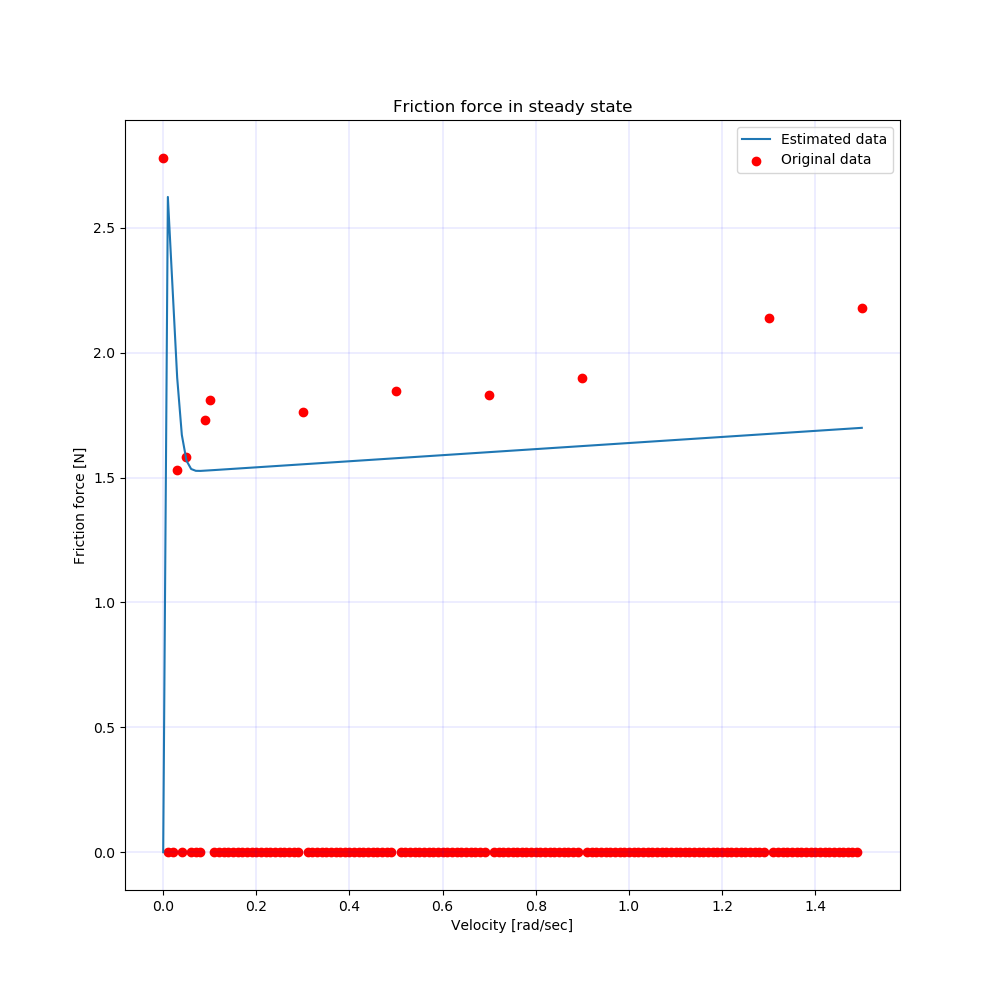 Friction force in steady state
Estimated data
Original data
2.5
2.0
1.5
1.0
0.5
0.0
Friction force [N]
0.0 0.2 0.4 0.6 0.8 1.0 1.2 1.4
Velocity [rad/sec]